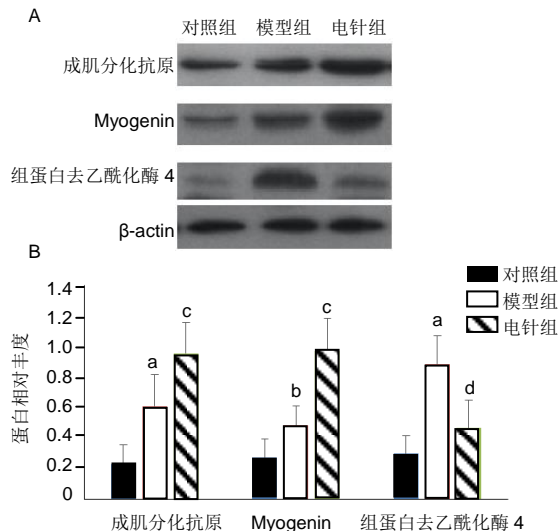 A
对照组 模型组 电针组
成肌分化抗原
Myogenin
组蛋白去乙酰化酶 4
β-actin
B
对照组
模型组
电针组
蛋白相对丰度
1.4
1.2
1.0
0.8
0.6
0.4
0.2
0
a
c
b
c
a
d
成肌分化抗原 Myogenin 组蛋白去乙酰化酶 4